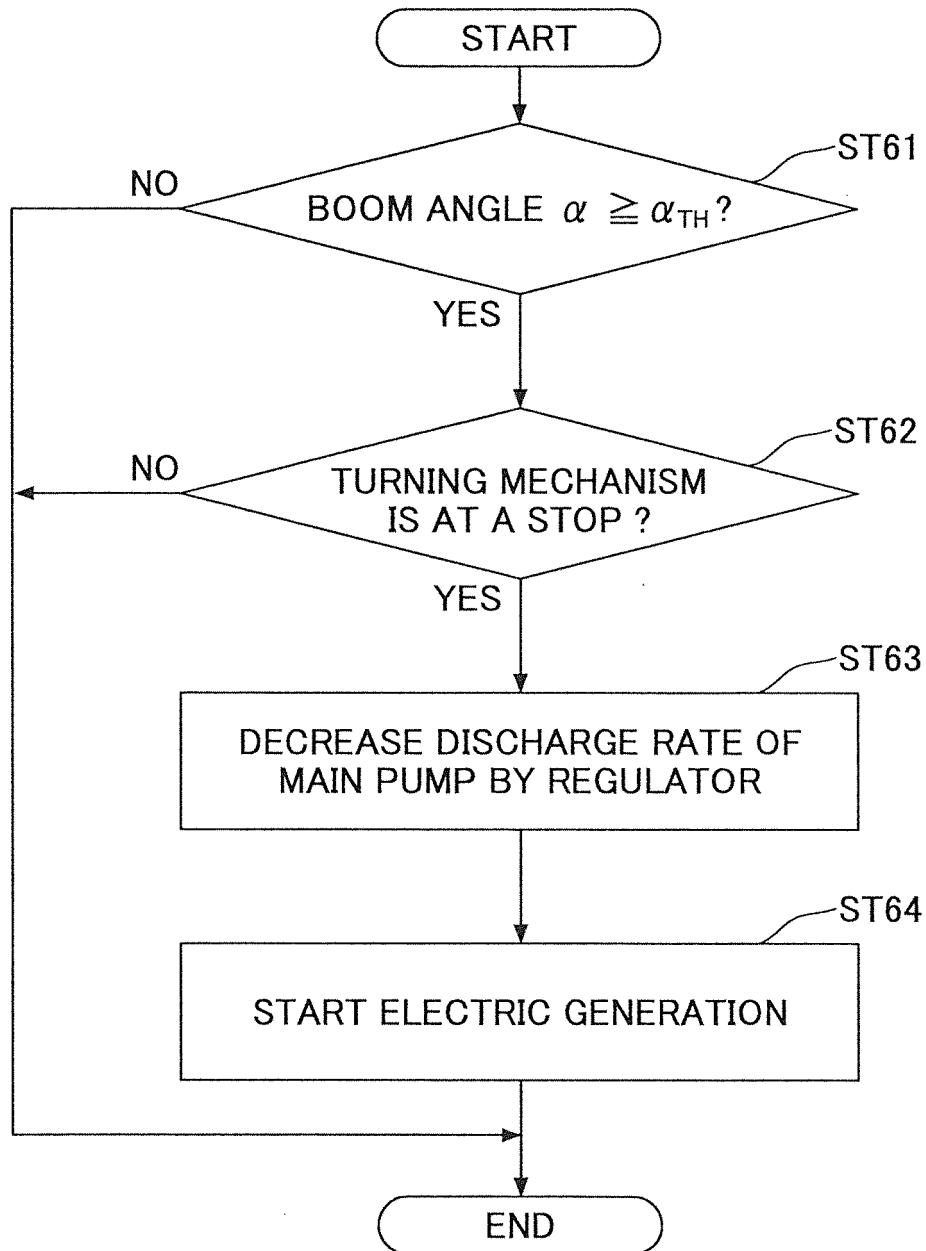 START
ST61
NO
BOOM ANGLE α ≧ αTH?
YES
ST62
NO
TURNING MECHANISM
IS AT A STOP ?
YES
ST63
DECREASE DISCHARGE RATE OF
MAIN PUMP BY REGULATOR
ST64
START ELECTRIC GENERATION
END